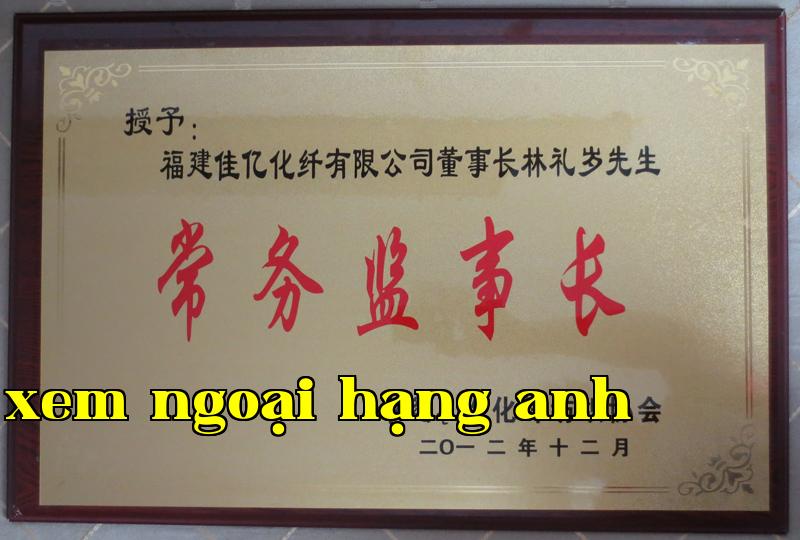 授予：
福建佳亿化纤有限公司董事长林礼岁先生
常务监事长
xem ngoại hạng anh
化 会
二〇一二年十二月